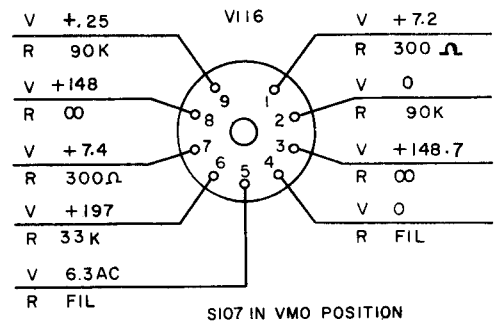 V116
V +.25
R 90K
V +148
R ∞
V +7.4
R 300Ω
V +197
R 33K
V 6.3AC
R FIL
V +7.2
R 300 Ω
V 0
R 90K
V +148.7
R ∞
V 0
R FIL
9
1
8
2
7
3
6
5
4
S107 IN VMO POSITION